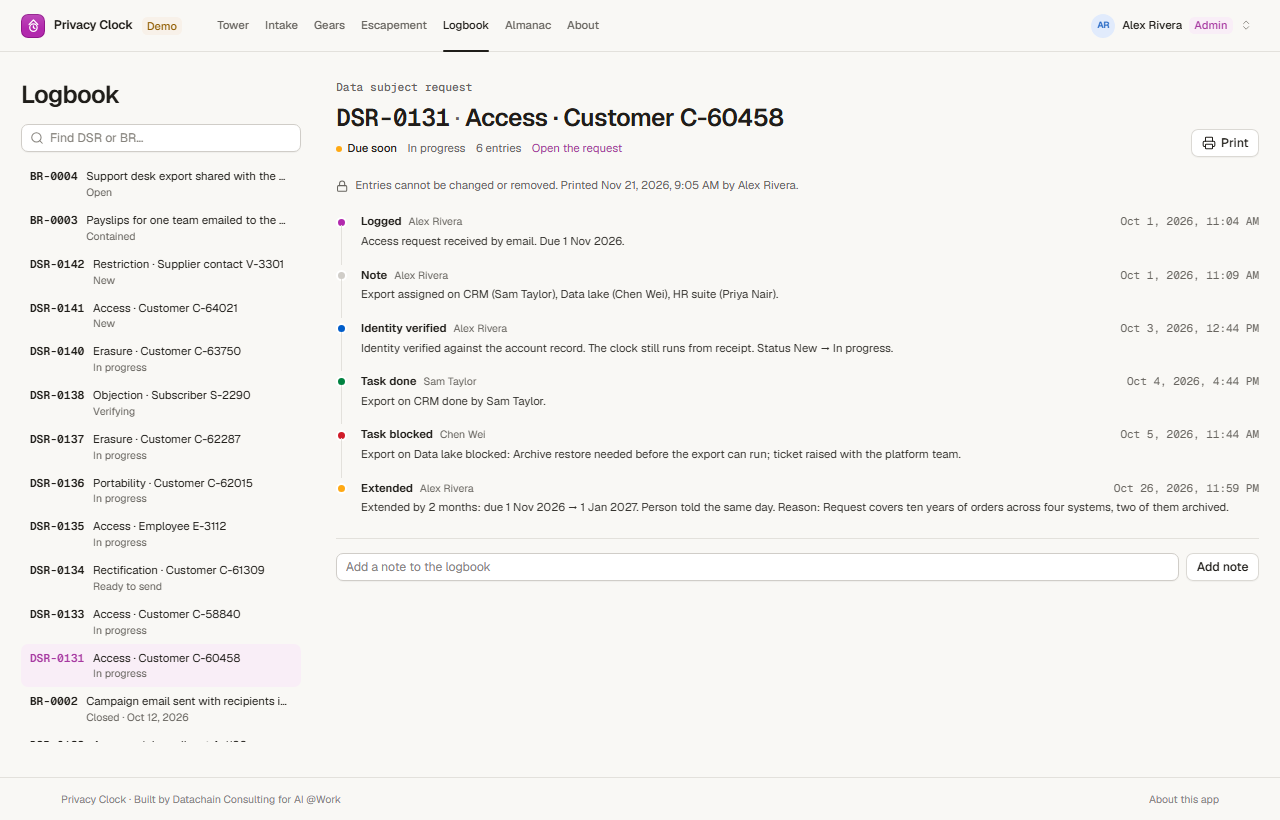 Privacy Clock Demo Tower Intake Gears Escapement Logbook Almanac About AR Alex Rivera Admin
Logbook
Find DSR or BR…
BR-0004 Support desk export shared with the …
Open
BR-0003 Payslips for one team emailed to the …
Contained
DSR-0142 Restriction · Supplier contact V-3301
New
DSR-0141 Access · Customer C-64021
New
DSR-0140 Erasure · Customer C-63750
In progress
DSR-0138 Objection · Subscriber S-2290
Verifying
DSR-0137 Erasure · Customer C-62287
In progress
DSR-0136 Portability · Customer C-62015
In progress
DSR-0135 Access · Employee E-3112
In progress
DSR-0134 Rectification · Customer C-61309
Ready to send
DSR-0133 Access · Customer C-58840
In progress
DSR-0131 Access · Customer C-60458
In progress
BR-0002 Campaign email sent with recipients i…
Closed · Oct 12, 2026
Data subject request
DSR-0131 · Access · Customer C-60458
Due soon In progress 6 entries Open the request
Print
Entries cannot be changed or removed. Printed Nov 21, 2026, 9:05 AM by Alex Rivera.
Logged Alex Rivera Oct 1, 2026, 11:04 AM
Access request received by email. Due 1 Nov 2026.
Note Alex Rivera Oct 1, 2026, 11:09 AM
Export assigned on CRM (Sam Taylor), Data lake (Chen Wei), HR suite (Priya Nair).
Identity verified Alex Rivera Oct 3, 2026, 12:44 PM
Identity verified against the account record. The clock still runs from receipt. Status New → In progress.
Task done Sam Taylor Oct 4, 2026, 4:44 PM
Export on CRM done by Sam Taylor.
Task blocked Chen Wei Oct 5, 2026, 11:44 AM
Export on Data lake blocked: Archive restore needed before the export can run; ticket raised with the platform team.
Extended Alex Rivera Oct 26, 2026, 11:59 PM
Extended by 2 months: due 1 Nov 2026 → 1 Jan 2027. Person told the same day. Reason: Request covers ten years of orders across four systems, two of them archived.
Add a note to the logbook Add note
Privacy Clock · Built by Datachain Consulting for AI @Work About this app